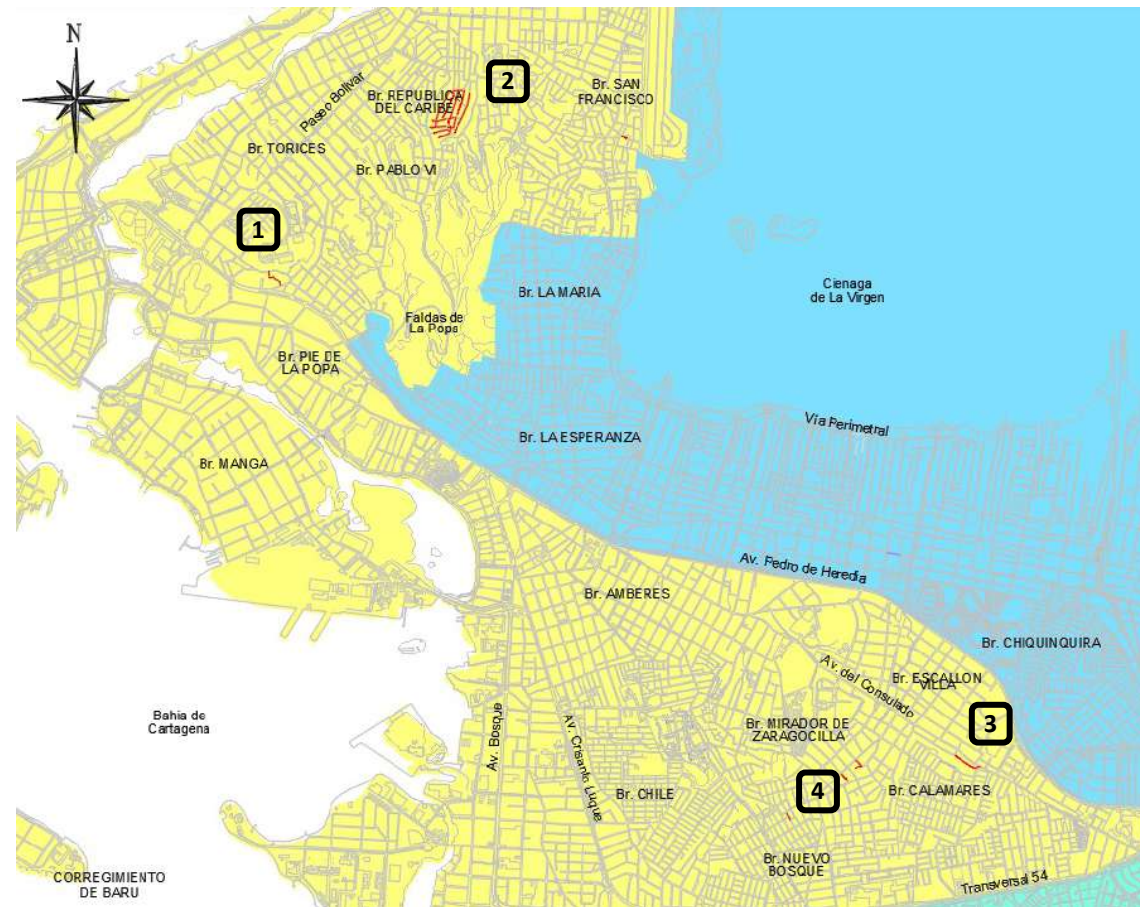 N
2
Br. SAN
FRANCISCO
Paseo Bolivar
Br. REPUBLICA
DEL CARIBE
Br. TORICES
Br. PABLO VI
1
Br. LA MARIA
Cienaga
de La Virgen
Faldas de
La Popa
Br. PIE DE
LA POPA
Via Perimetral
Br. LA ESPERANZA
Br. MANGA
Av. Pedro de Heredia
Br. AMBERES
Br. CHIQUINQUIRA
Av. del Consulado
Br. ESCALLON
VILLA
Bahia de
Cartagena
Av. Bosque
Av. Crisanto Luque
Br. MIRADOR DE
ZARAGOCILLA
3
4
Br. CHILE
Br. CALAMARES
Br. NUEVO
BOSQUE
CORREGIMIENTO
DE BARU
Transversal 54